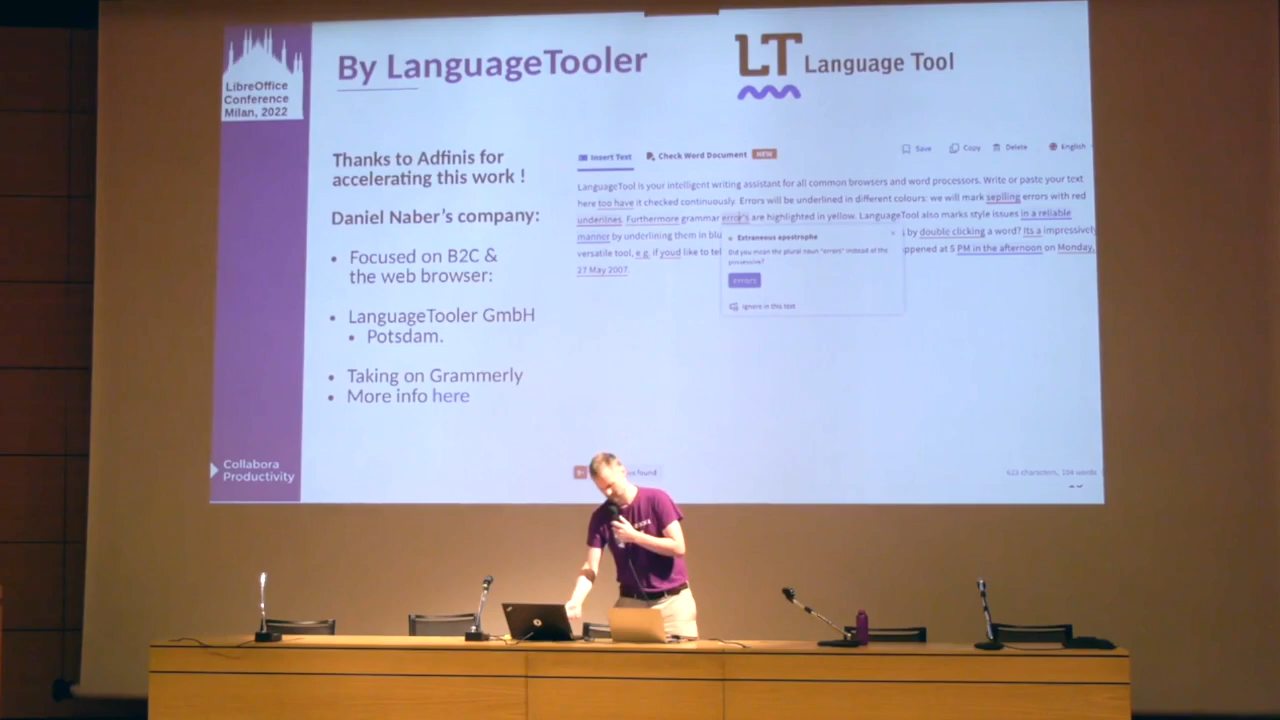 LibreOffice
Conference
Milan, 2022
By LanguageTooler
LT Language Tool
Thanks to Adfinis for
accelerating this work !
Daniel Naber's company:
• Focused on B2C &
the web browser:
• LanguageTooler GmbH
• Potsdam.
• Taking on Grammerly
• More info here
Insert Text
Check Word Document NEW
Save
Copy
Delete
English
LanguageTool is your intelligent writing assistant for all common browsers and word processors. Write or paste your text
here too have it checked continuously. Errors will be underlined in different colours: we will mark seplling errors with red
underilnes. Furthermore grammar error's are highlighted in yellow. LanguageTool also marks style issues in a reliable
manner by underlining them in blu
by double clicking a word? Its a impressively
versatile tool, e.g. if youd like to tel
ppened at 5 PM in the afternoon on Monday,
27 May 2007.
Extraneous apostrophe
Did you mean the plural noun "errors" instead of the
possessive?
errors
Ignore in this text
s found
623 characters, 104 words
Collabora
Productivity